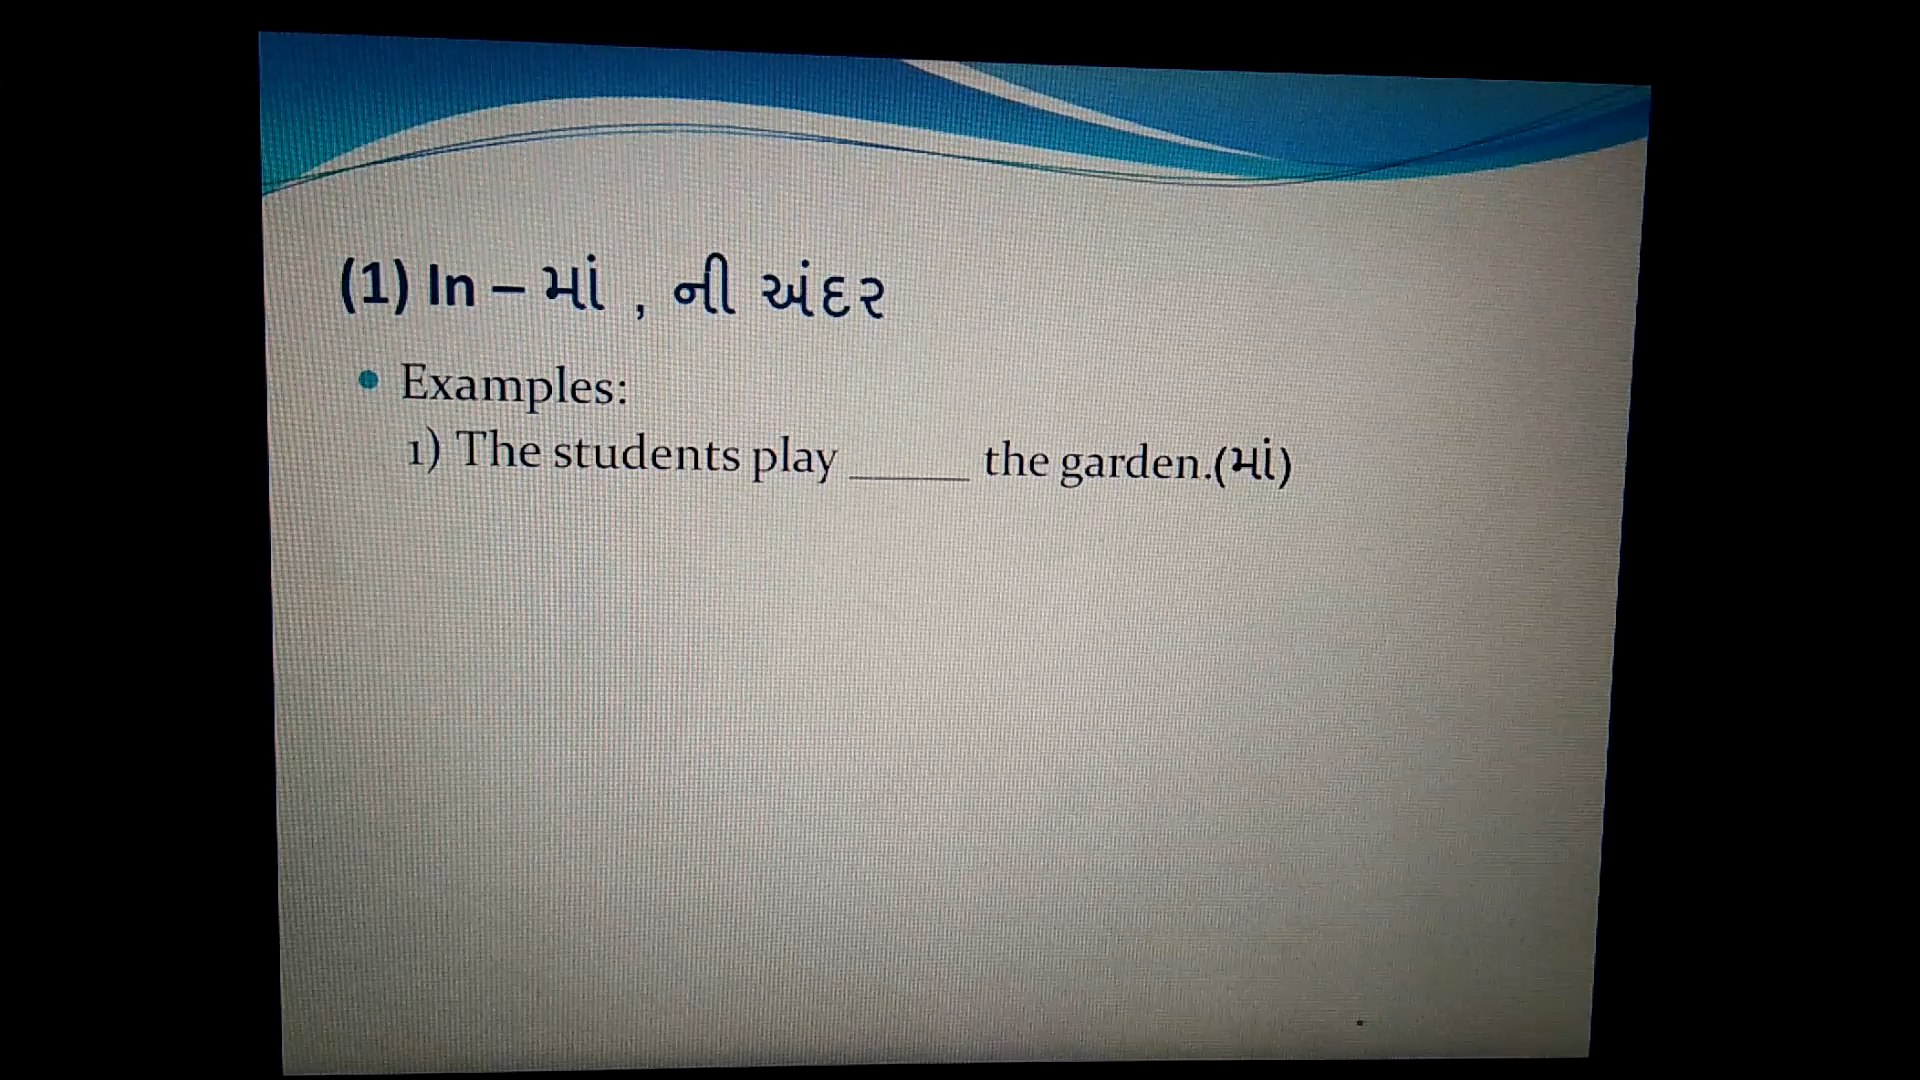 (1) In – માં , ની અંદર
Examples:
1) The students play _____ the garden.(માં)